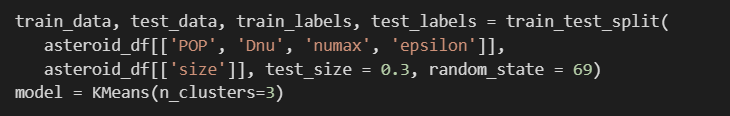 train_data, test_data, train_labels, test_labels = train_test_split(
asteroid_df[['POP', 'Dnu', 'numax', 'epsilon']],
asteroid_df[['size']], test_size = 0.3, random_state = 69)
model = KMeans(n_clusters=3)